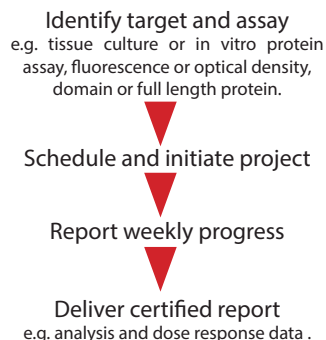 Identify target and assay
e.g. tissue culture or in vitro protein
assay, fluorescence or optical density,
domain or full length protein.
Schedule and initiate project
Report weekly progress
Deliver certified report
e.g. analysis and dose response data .